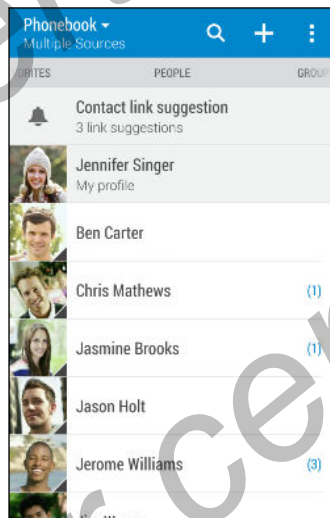 Phonebook
Multiple Sources
ORITES PEOPLE GROUP
Contact link suggestion
3 link suggestions
Jennifer Singer
My profile
Ben Carter
Chris Mathews (1)
Jasmine Brooks (1)
Jason Holt
Jerome Williams (3)